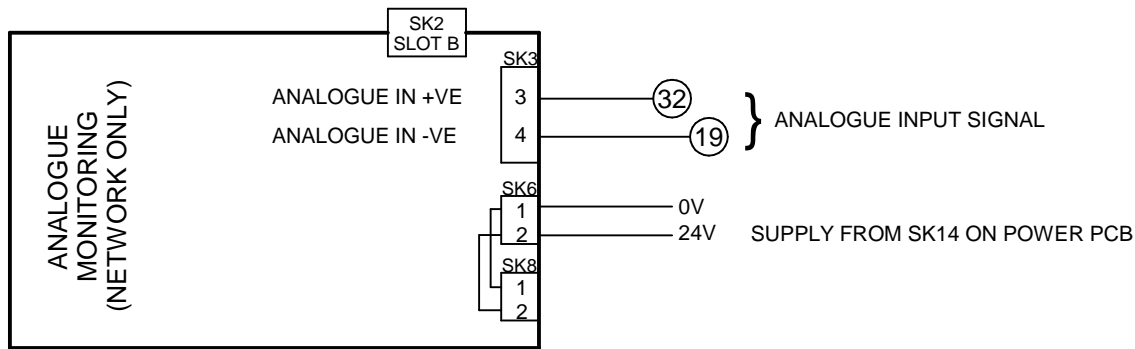 SK2
SLOT B
SK3
ANALOGUE IN +VE 3 32
ANALOGUE IN -VE 4 19
} ANALOGUE INPUT SIGNAL
SK6
1 0V
2 24V SUPPLY FROM SK14 ON POWER PCB
SK8
1
2
ANALOGUE
MONITORING
(NETWORK ONLY)